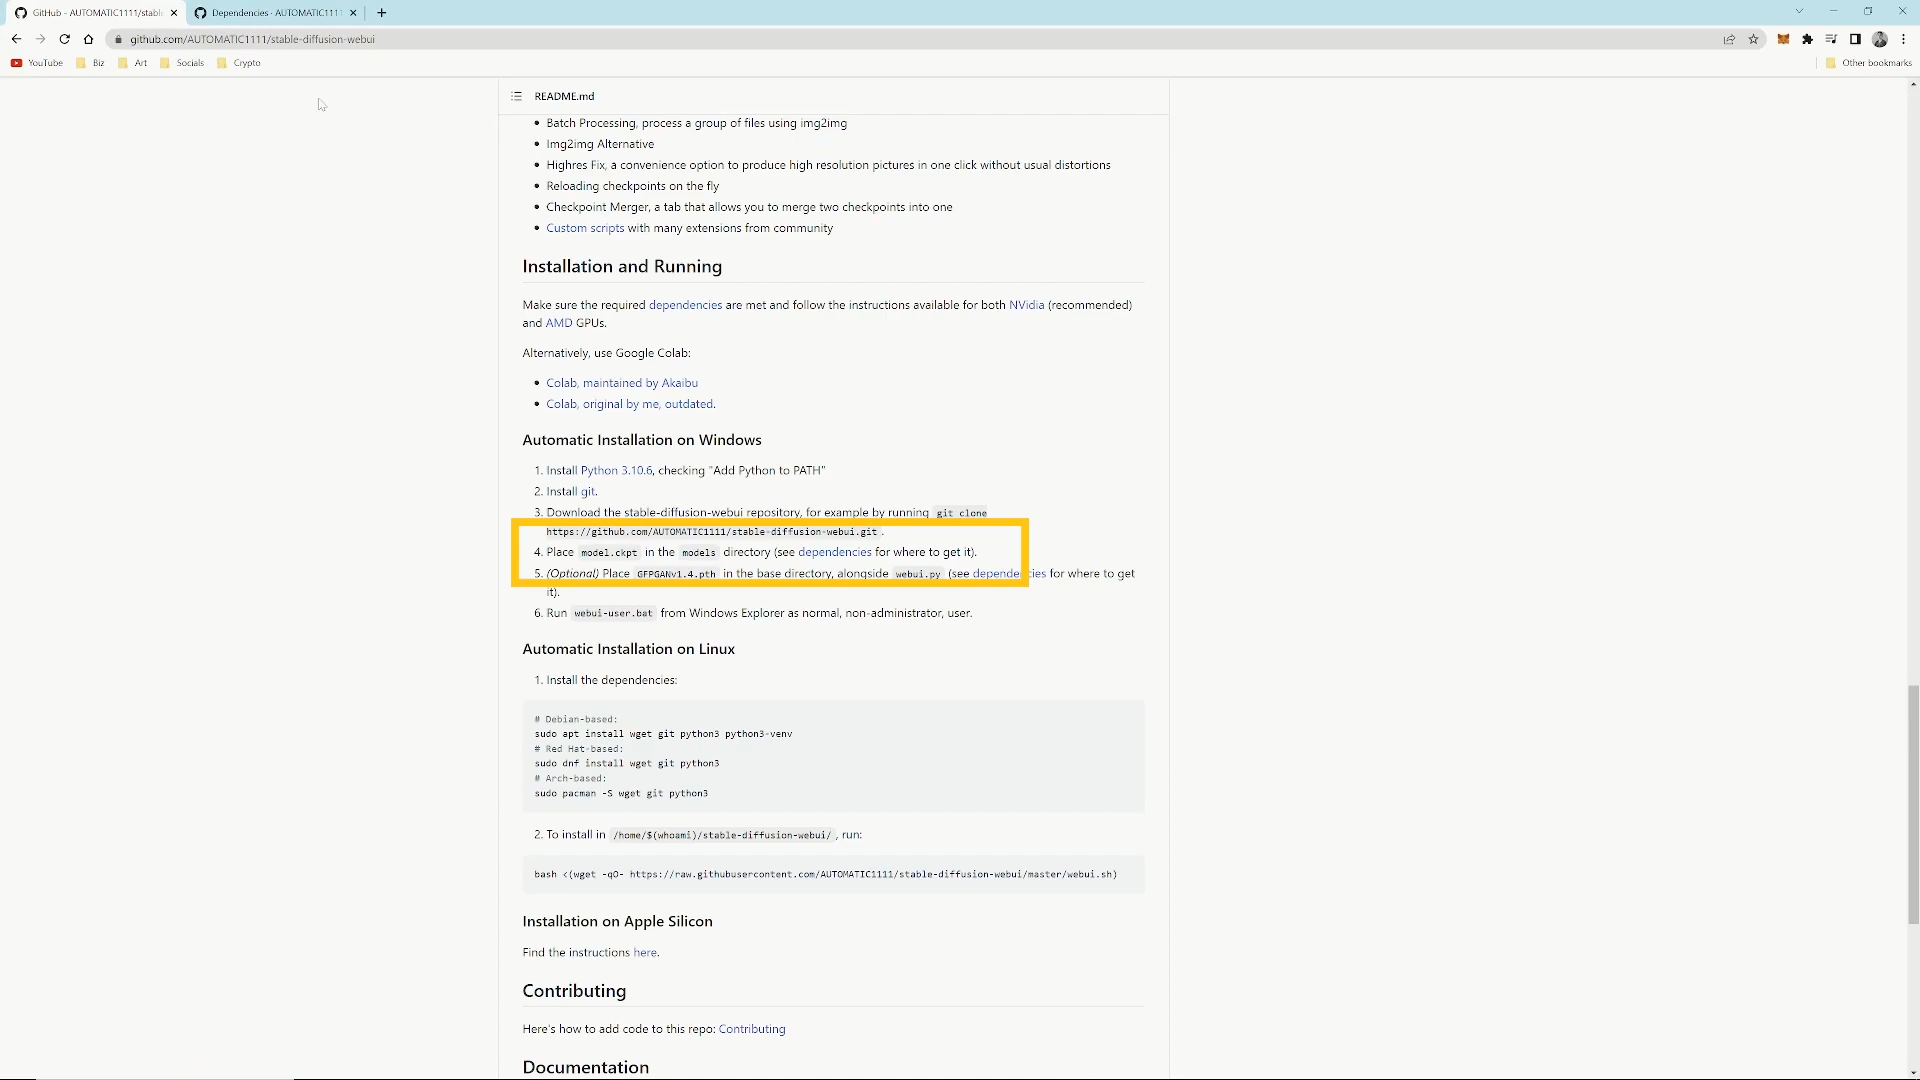 GitHub - AUTOMATIC1111/stabl
Dependencies · AUTOMATIC1111
github.com/AUTOMATIC1111/stable-diffusion-webui
YouTube
Biz
Art
Socials
Crypto
Other bookmarks
README.md
• Batch Processing, process a group of files using img2img
• Img2img Alternative
• Highres Fix, a convenience option to produce high resolution pictures in one click without usual distortions
• Reloading checkpoints on the fly
• Checkpoint Merger, a tab that allows you to merge two checkpoints into one
• Custom scripts with many extensions from community
Installation and Running
Make sure the required dependencies are met and follow the instructions available for both NVidia (recommended)
and AMD GPUs.
Alternatively, use Google Colab:
• Colab, maintained by Akaibu
• Colab, original by me, outdated.
Automatic Installation on Windows
1. Install Python 3.10.6, checking "Add Python to PATH"
2. Install git.
3. Download the stable-diffusion-webui repository, for example by running git clone
https://github.com/AUTOMATIC1111/stable-diffusion-webui.git .
4. Place model.ckpt in the models directory (see dependencies for where to get it).
5. (Optional) Place GFPGANv1.4.pth in the base directory, alongside webui.py (see dependencies for where to get
it).
6. Run webui-user.bat from Windows Explorer as normal, non-administrator, user.
Automatic Installation on Linux
1. Install the dependencies:
# Debian-based:
sudo apt install wget git python3 python3-venv
# Red Hat-based:
sudo dnf install wget git python3
# Arch-based:
sudo pacman -S wget git python3
2. To install in /home/$(whoami)/stable-diffusion-webui/ , run:
bash <(wget -qO- https://raw.githubusercontent.com/AUTOMATIC1111/stable-diffusion-webui/master/webui.sh)
Installation on Apple Silicon
Find the instructions here.
Contributing
Here's how to add code to this repo: Contributing
Documentation